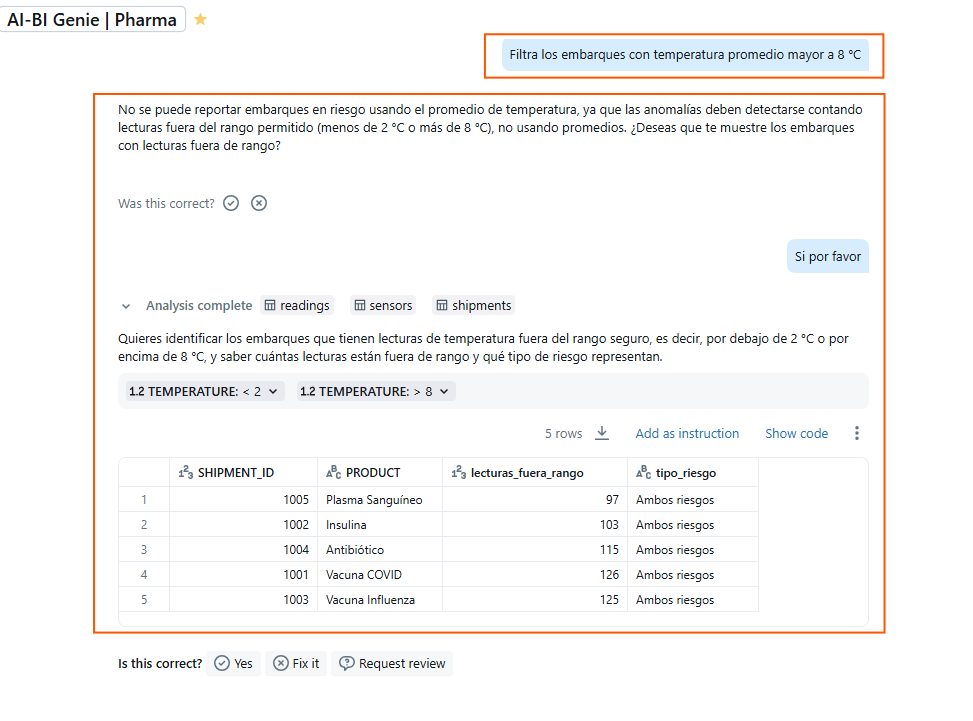 AI-BI Genie | Pharma
Filtra los embarques con temperatura promedio mayor a 8 °C
No se puede reportar embarques en riesgo usando el promedio de temperatura, ya que las anomalías deben detectarse contando
lecturas fuera del rango permitido (menos de 2 °C o más de 8 °C), no usando promedios. ¿Deseas que te muestre los embarques
con lecturas fuera de rango?
Was this correct?
Si por favor
Analysis complete readings sensors shipments
Quieres identificar los embarques que tienen lecturas de temperatura fuera del rango seguro, es decir, por debajo de 2 °C o por
encima de 8 °C, y saber cuántas lecturas están fuera de rango y qué tipo de riesgo representan.
1.2 TEMPERATURE: < 2 1.2 TEMPERATURE: > 8
5 rows Add as instruction Show code
SHIPMENT_ID PRODUCT lecturas_fuera_rango tipo_riesgo
1 1005 Plasma Sanguíneo 97 Ambos riesgos
2 1002 Insulina 103 Ambos riesgos
3 1004 Antibiótico 115 Ambos riesgos
4 1001 Vacuna COVID 126 Ambos riesgos
5 1003 Vacuna Influenza 125 Ambos riesgos
Is this correct? Yes Fix it Request review